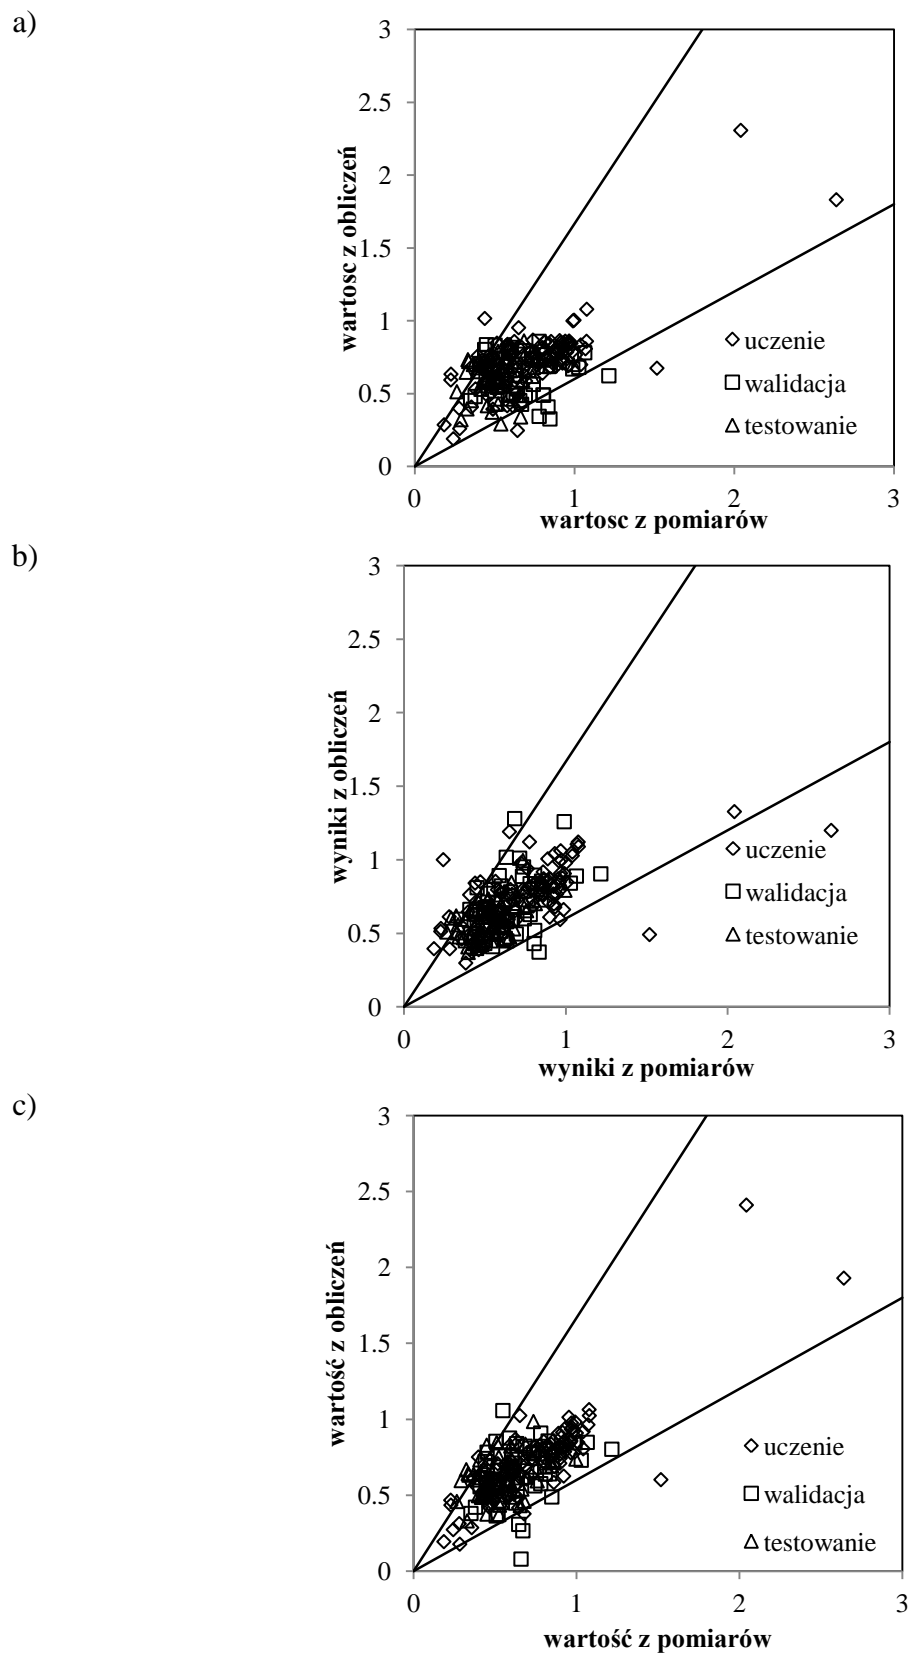 a)
3
2.5
2
1.5
1
0.5
0
0
1
2
3
wartosc z obliczeń
wartosc z pomiarów
uczenie
walidacja
testowanie
b)
3
2.5
2
1.5
1
0.5
0
0
1
2
3
wyniki z obliczeń
wyniki z pomiarów
uczenie
walidacja
testowanie
c)
3
2.5
2
1.5
1
0.5
0
0
1
2
3
wartość z obliczeń
wartość z pomiarów
uczenie
walidacja
testowanie